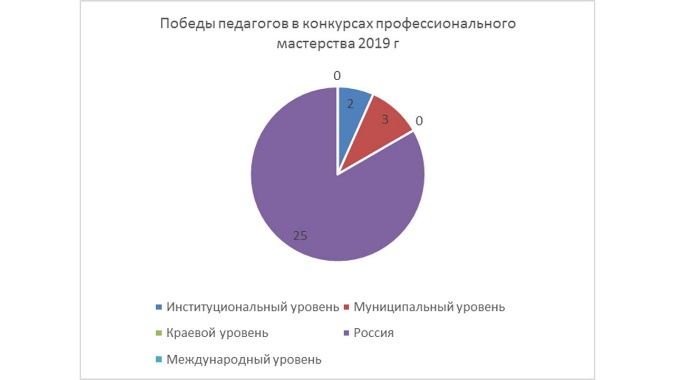 Победы педагогов в конкурсах профессионального
мастерства 2019 г
0
2
3
0
25
Институциональный уровень
Муниципальный уровень
Краевой уровень
Россия
Международный уровень